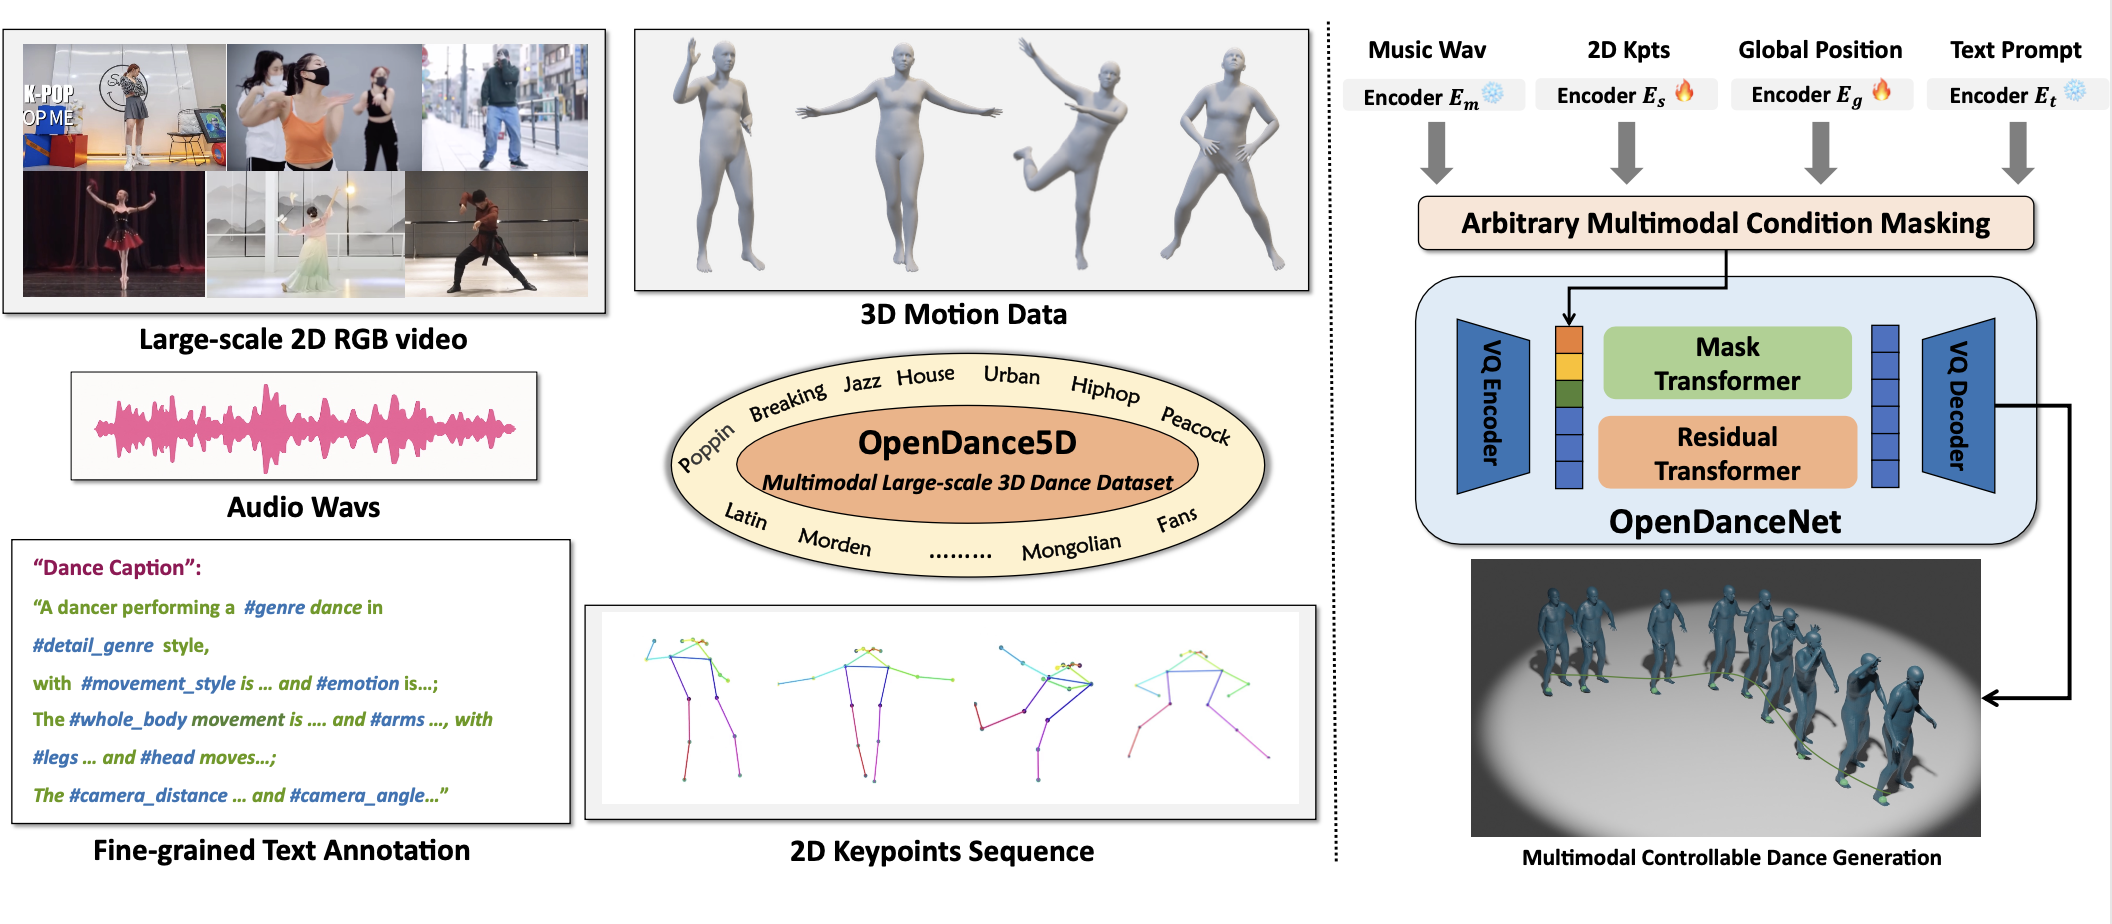 K-POP
OP ME
Large-scale 2D RGB video
Audio Wavs
“Dance Caption”:
“A dancer performing a #genre dance in
#detail_genre style,
with #movement_style is ... and #emotion is...;
The #whole_body movement is .... and #arms ..., with
#legs ... and #head moves...;
The #camera_distance ... and #camera_angle...”
Fine-grained Text Annotation
3D Motion Data
Poppin
Breaking
Jazz
House
Urban
Hiphop
Peacock
OpenDance5D
Multimodal Large-scale 3D Dance Dataset
Latin
Morden
.........
Mongolian
Fans
2D Keypoints Sequence
Music Wav
2D Kpts
Global Position
Text Prompt
Encoder Em
Encoder Es
Encoder Eg
Encoder Et
Arbitrary Multimodal Condition Masking
VQ Encoder
Mask
Transformer
Residual
Transformer
VQ Decoder
OpenDanceNet
Multimodal Controllable Dance Generation